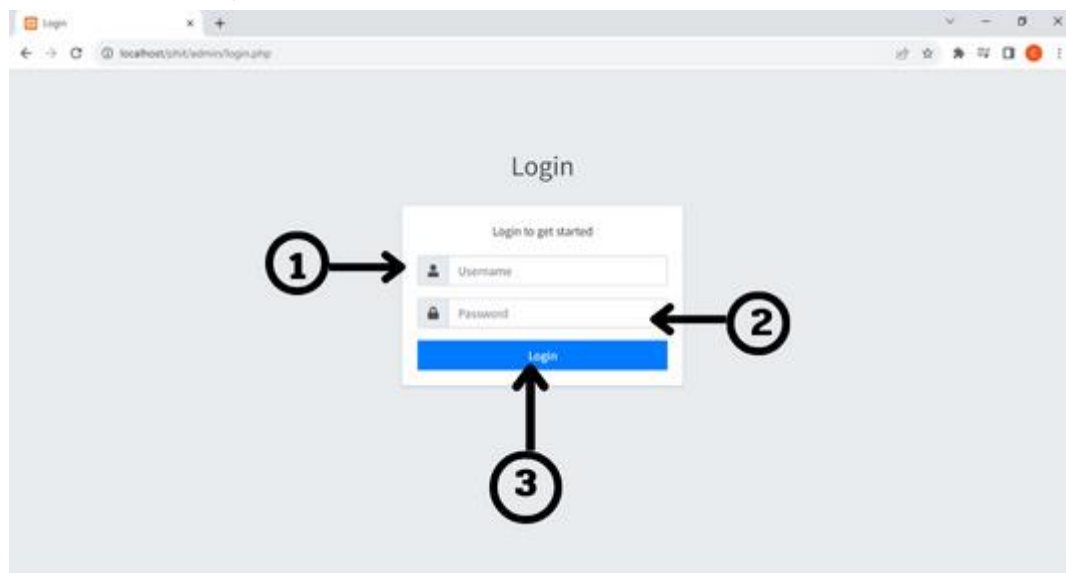 Login
localhost/phit/admin/login.php
Login
Login to get started
1
Username
Password
2
Login
3